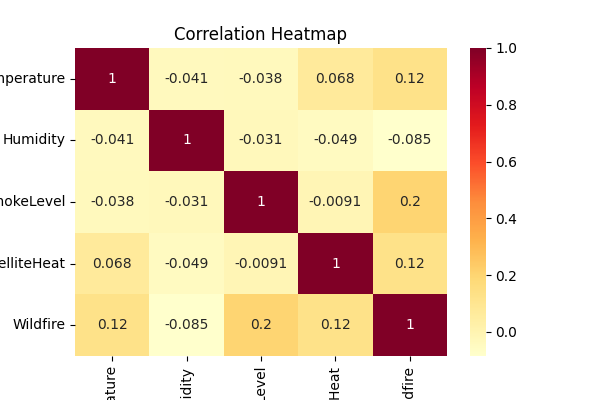 Correlation Heatmap
mperature 1 -0.041 -0.038 0.068 0.12
Humidity -0.041 1 -0.031 -0.049 -0.085
nokeLevel -0.038 -0.031 1 -0.0091 0.2
elliteHeat 0.068 -0.049 -0.0091 1 0.12
Wildfire 0.12 -0.085 0.2 0.12 1
ature
idity
Level
Heat
dfire
1.0
0.8
0.6
0.4
0.2
0.0